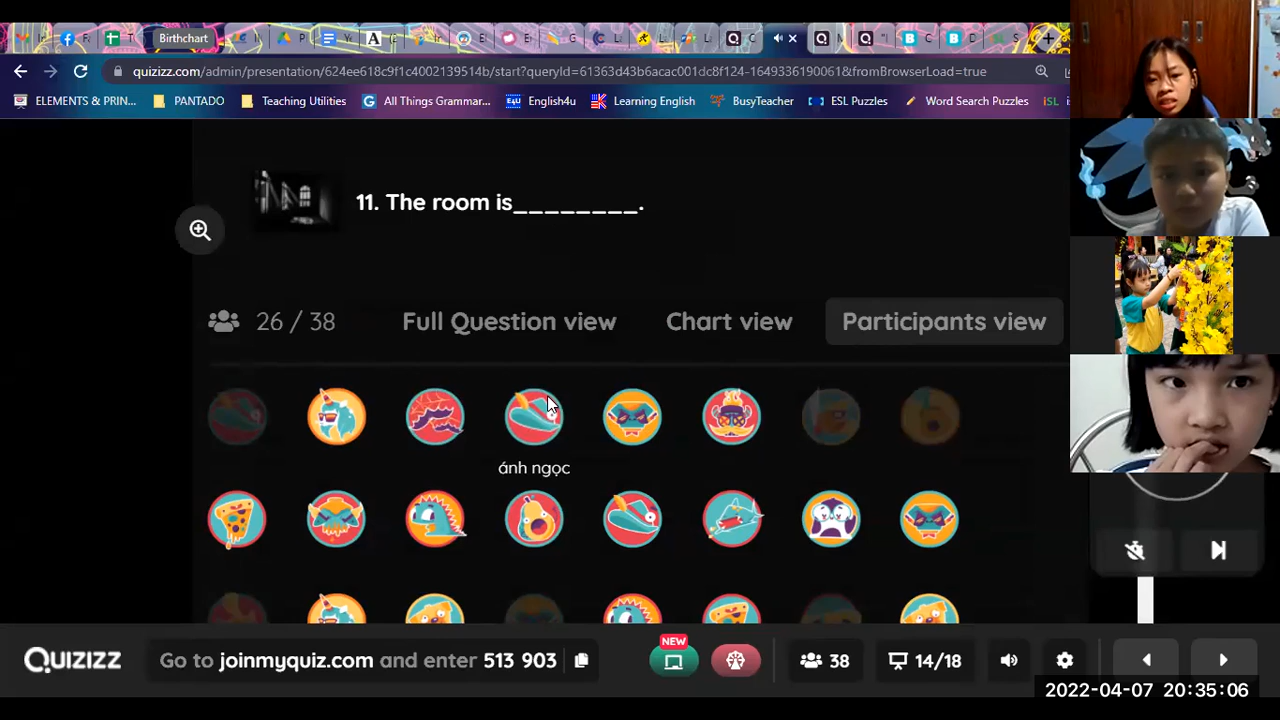 Birthchart
quizizz.com/admin/presentation/624ee618c9f1c4002139514b/start?queryId=61363d43b6acac001dc8f124-1649336190061&fromBrowserLoad=true
ELEMENTS & PRIN... PANTADO Teaching Utilities All Things Grammar... English4u Learning English BusyTeacher ESL Puzzles Word Search Puzzles iSL
11. The room is________.
26 / 38 Full Question view Chart view Participants view
ánh ngọc
NEW
Quizizz Go to joinmyquiz.com and enter 513 903 38 14/18
2022-04-07 20:35:06